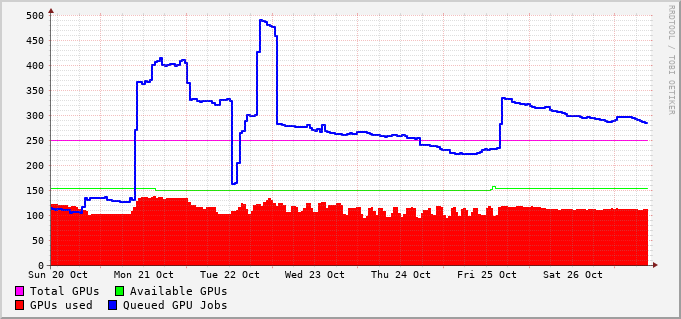 500
450
400
350
300
250
200
150
100
50
0
Sun 20 Oct Mon 21 Oct Tue 22 Oct Wed 23 Oct Thu 24 Oct Fri 25 Oct Sat 26 Oct
Total GPUs Available GPUs
GPUs used Queued GPU Jobs
RRDTOOL / TOBI OETIKER